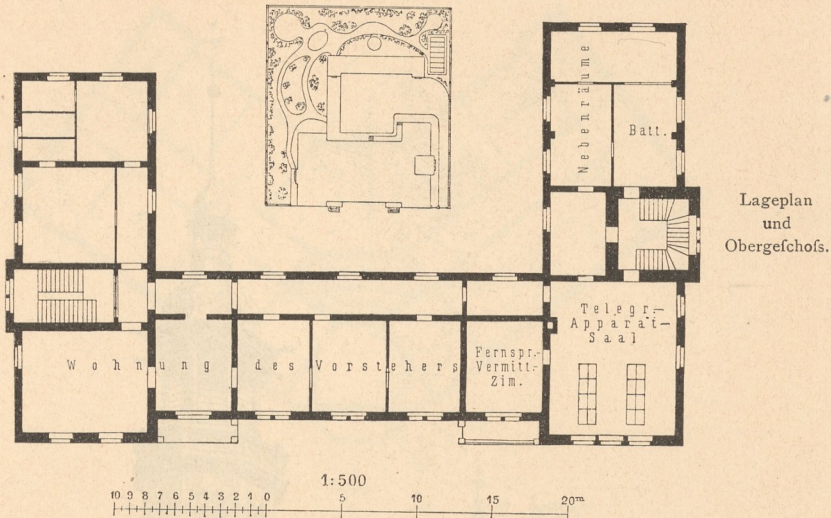 Nebenräume
Batt.
Lageplan
und
Obergeſchoſs.
Telegr.-
Apparat-
Saal
Wohnung des Vorstehers
Fernspr.-
Vermitt.-
Zim.
1:500
10 9 8 7 6 5 4 3 2 1 0 5 10 15 20m